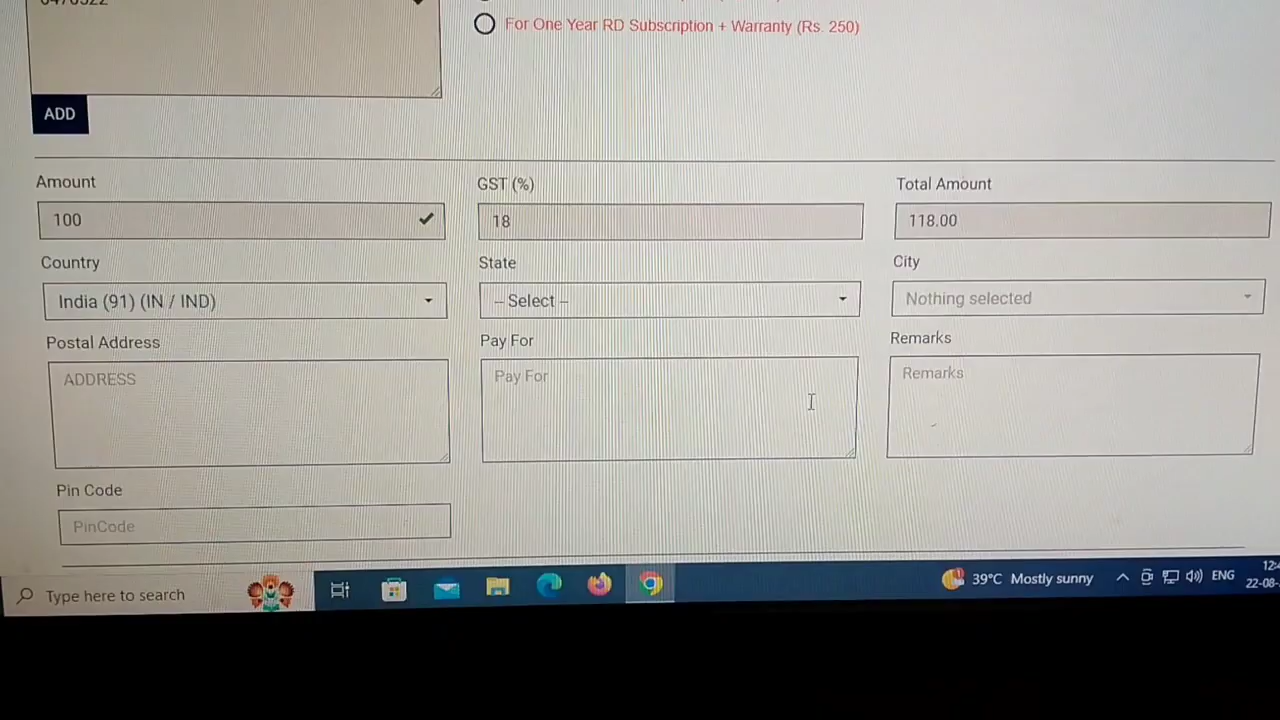 For One Year RD Subscription + Warranty (Rs. 250)
ADD
Amount GST (%) Total Amount
100 18 118.00
Country State City
India (91) (IN / IND) -- Select -- Nothing selected
Postal Address Pay For Remarks
ADDRESS Pay For Remarks
Pin Code
PinCode
Type here to search 39°C Mostly sunny ENG